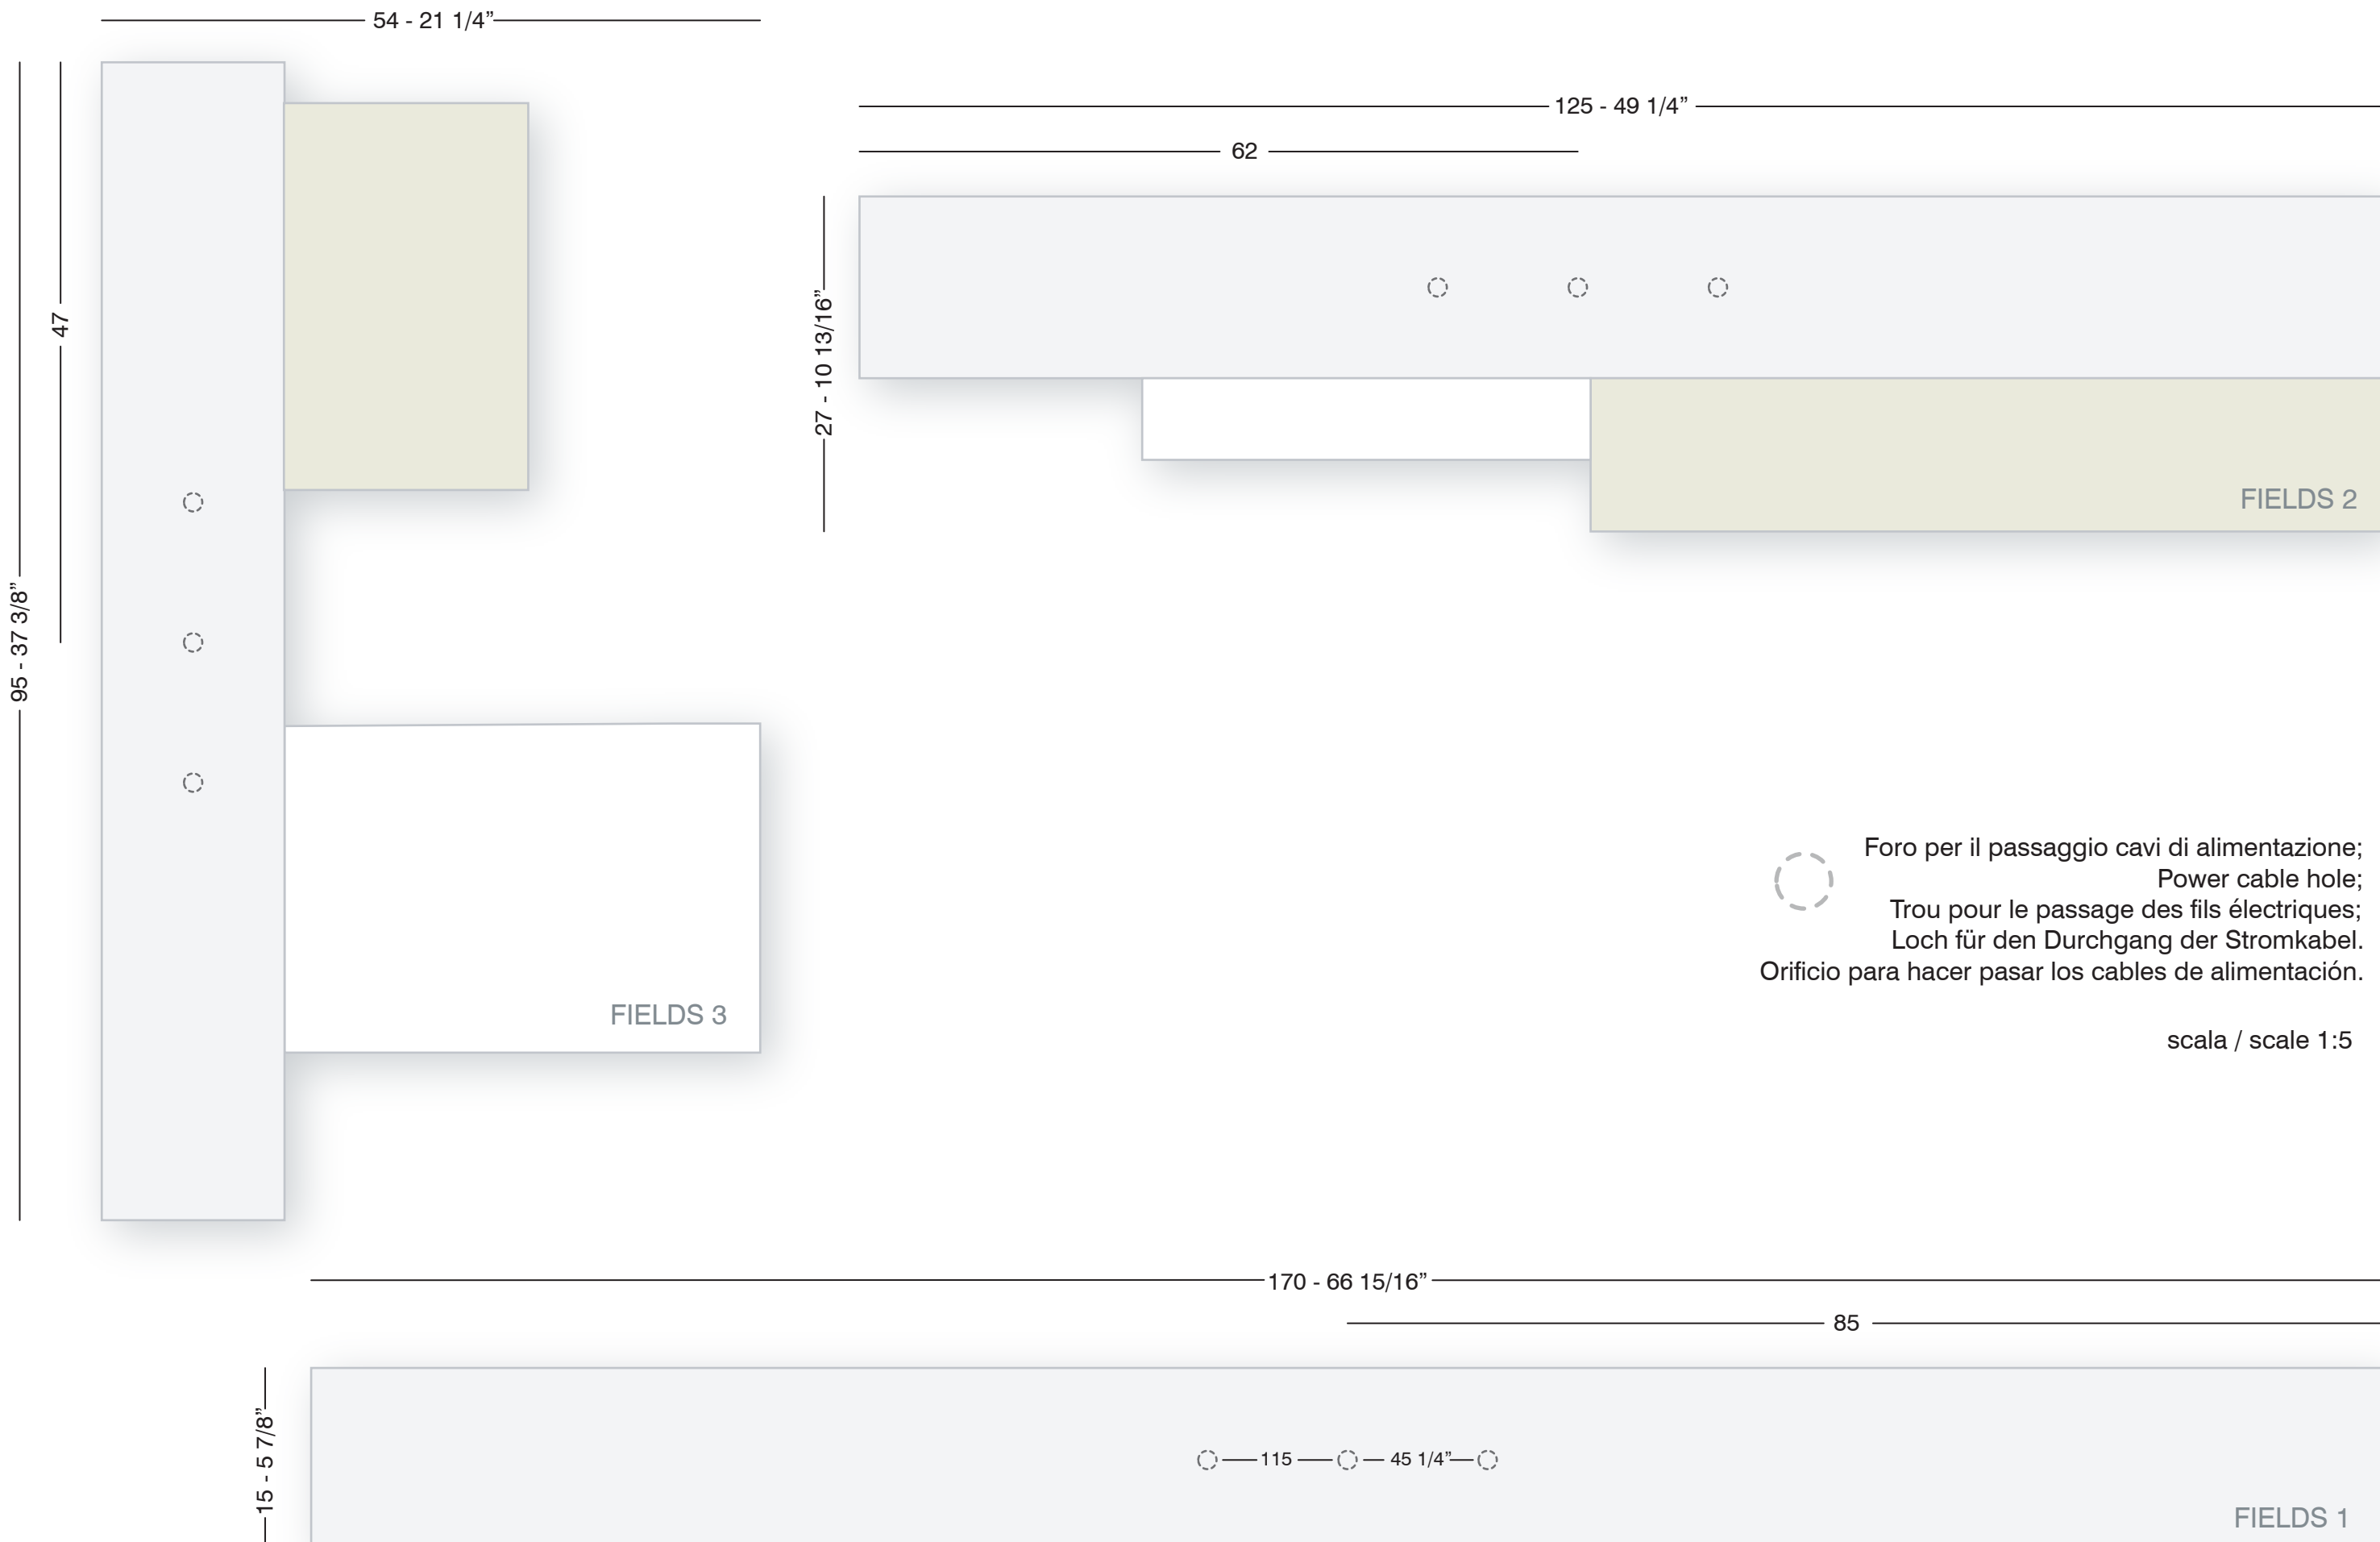 54 - 21 1/4”
125 - 49 1/4”
62
47
95 - 37 3/8”
27 - 10 13/16”
FIELDS 2
FIELDS 3
Foro per il passaggio cavi di alimentazione;
Power cable hole;
Trou pour le passage des fils électriques;
Loch für den Durchgang der Stromkabel.
Orificio para hacer pasar los cables de alimentación.
scala / scale 1:5
170 - 66 15/16”
85
15 - 5 7/8”
115 45 1/4”
FIELDS 1